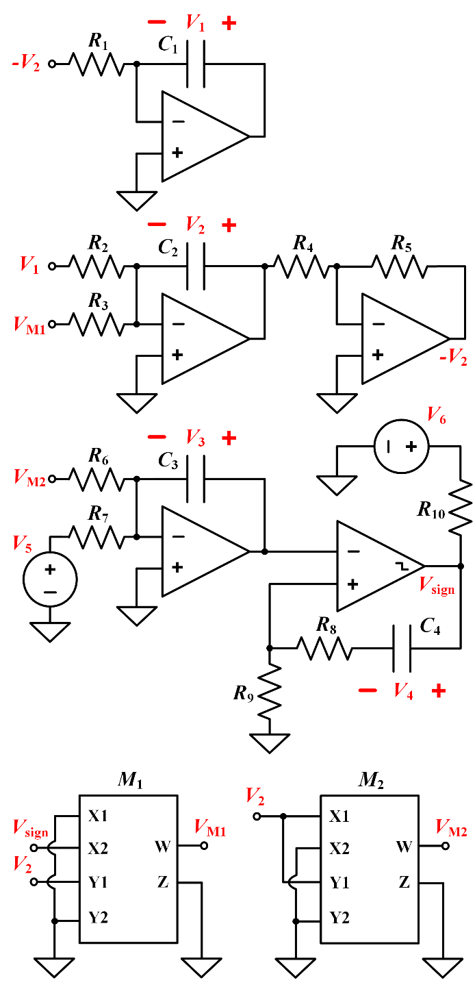 − V1 +
R1 C1
-V2
−
+
− V2 +
R2 C2 R4 R5
V1
R3
VM1 − −
+ +
-V2
− V3 +
V6
R6 C3
VM2
− +
R7 R10
V5 − −
+ +
− +
Vsign
R8 C4
− V4 +
R9
M1 M2
V2
X1 X1
Vsign VM1 VM2
X2 W X2 W
V2
Y1 Z Y1 Z
Y2 Y2